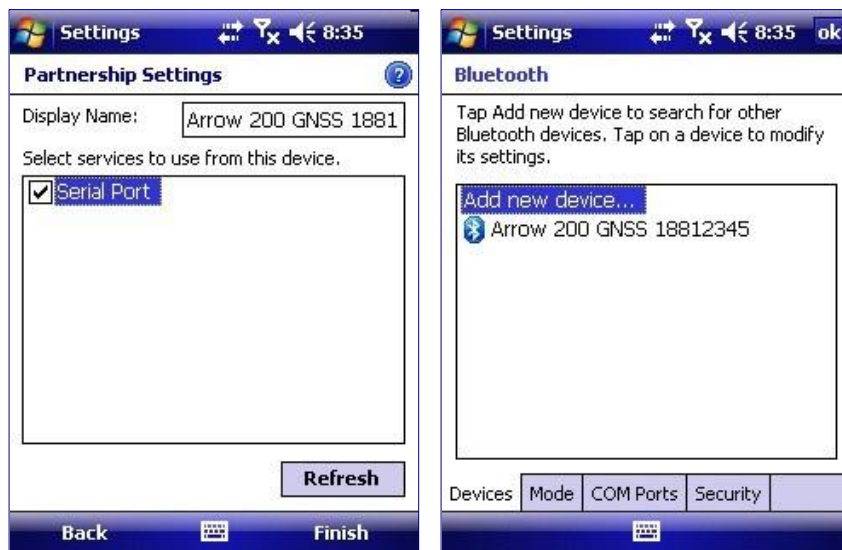 Settings 8:35
Partnership Settings ?
Display Name: Arrow 200 GNSS 1881
Select services to use from this device.
Serial Port
Refresh
Back Finish
Settings 8:35 ok
Bluetooth
Tap Add new device to search for other
Bluetooth devices. Tap on a device to modify
its settings.
Add new device...
Arrow 200 GNSS 18812345
Devices Mode COM Ports Security